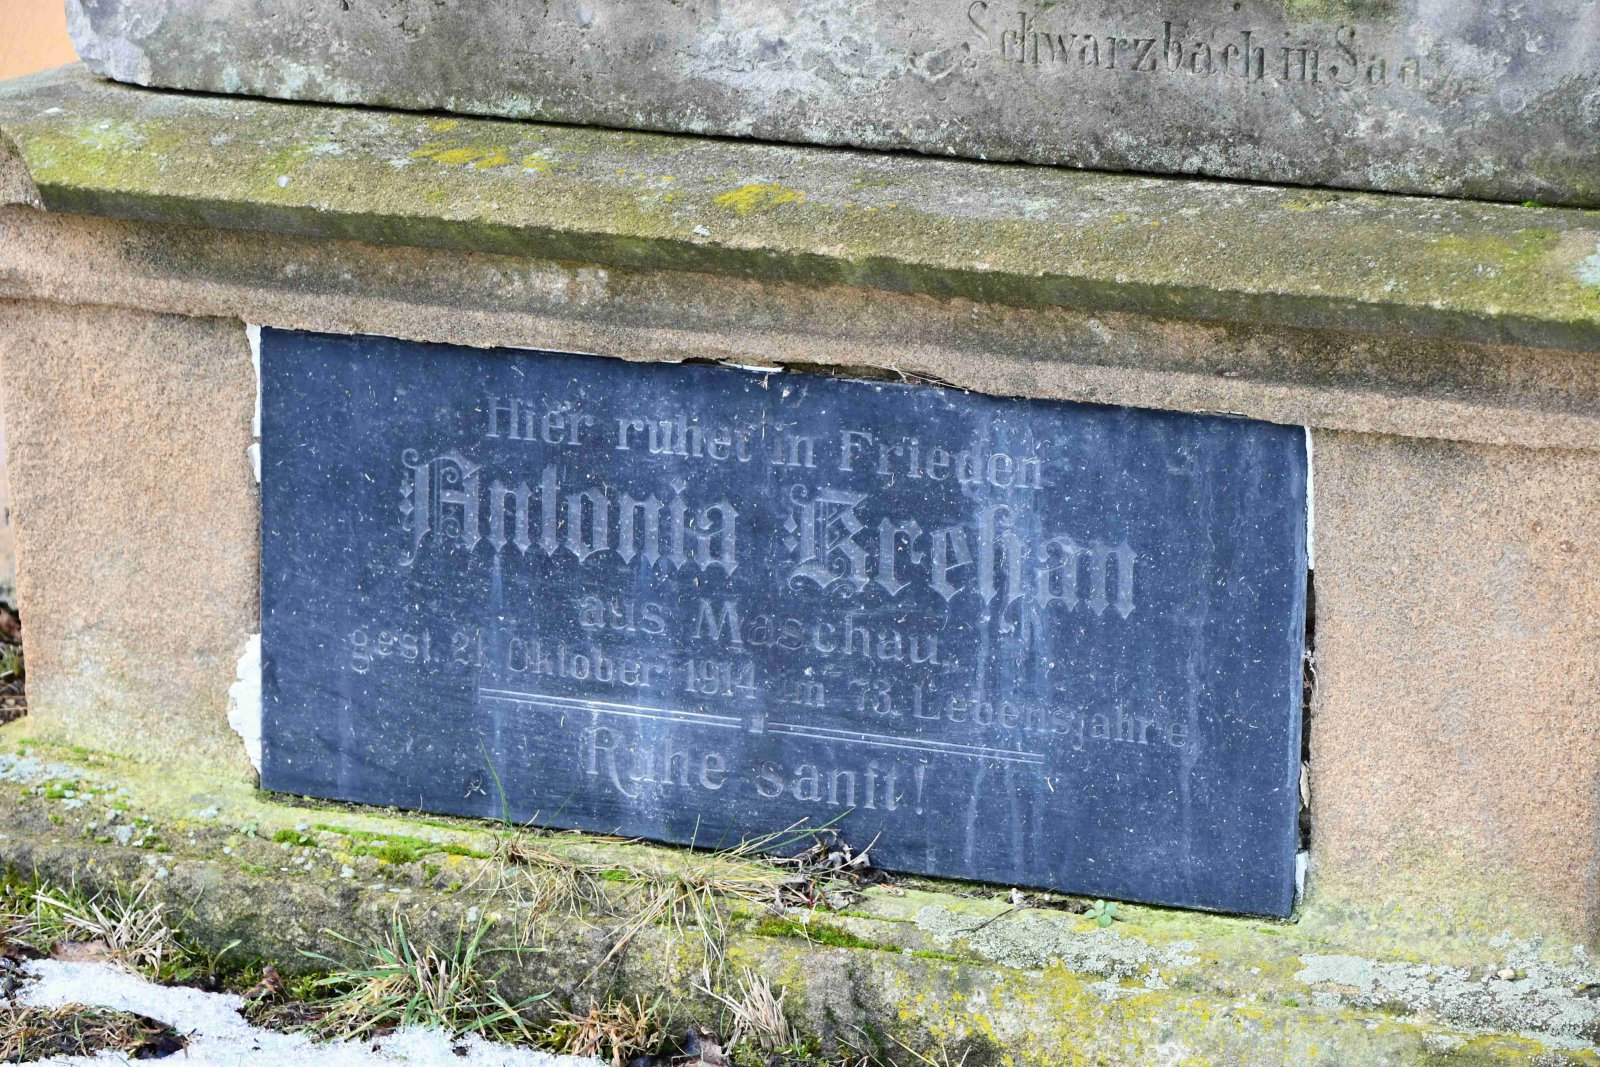 Schwarzbach in Saaz
Hier ruhet in Frieden
Antonia Brehan
aus Maschau,
gest. 21. Oktober 1914 im 73. Lebensjahre,
Ruhe sanft!